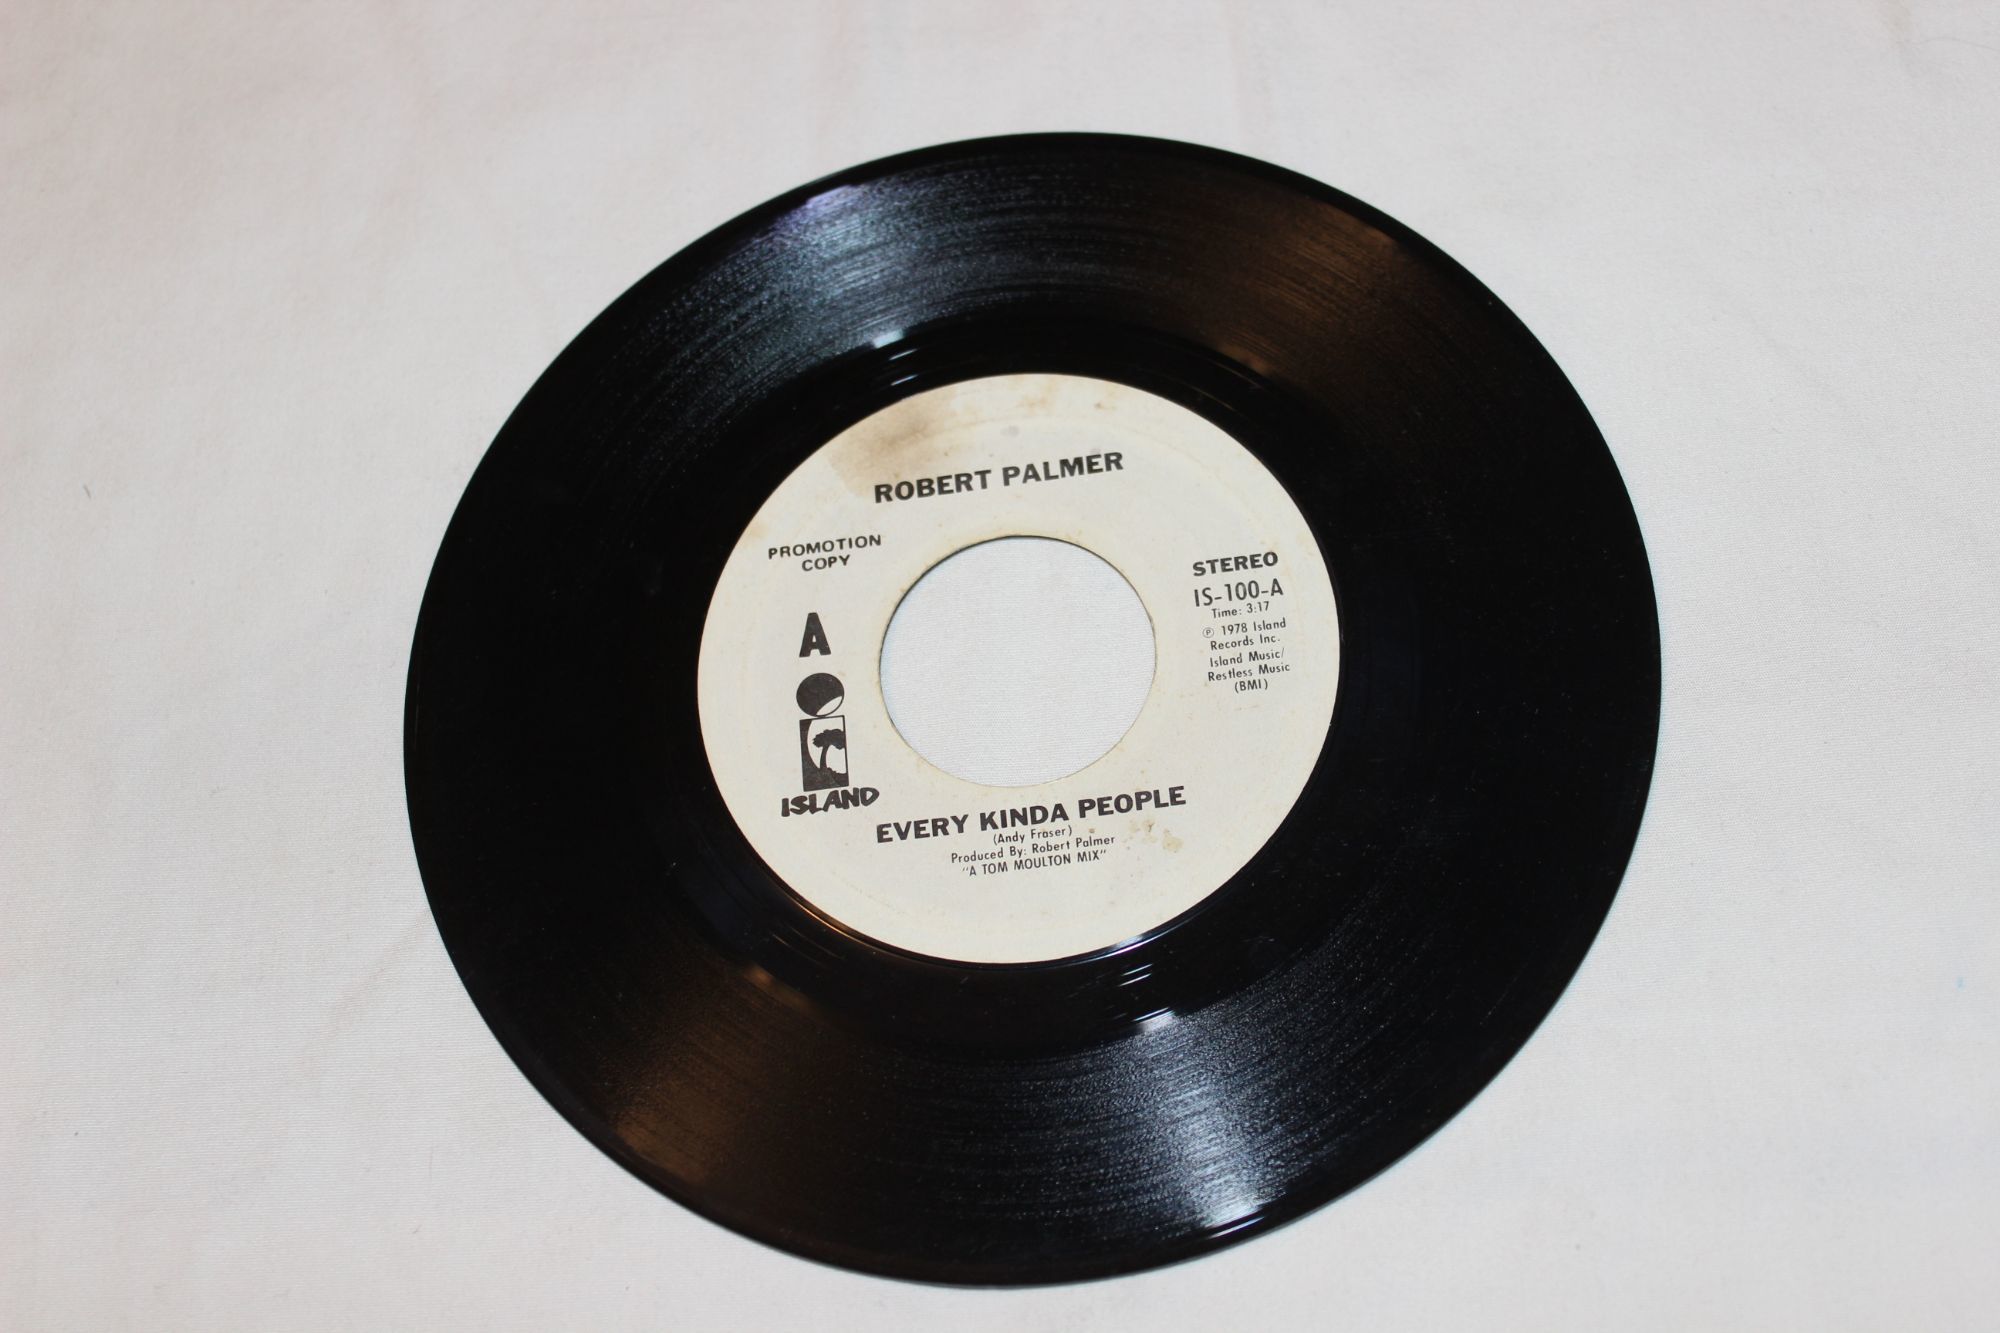 ROBERT PALMER
PROMOTION
COPY
A
ISLAND
STEREO
IS-100-A
Time: 3:17
Ⓟ 1978 Island
Records Inc.
Island Music/
Restless Music
(BMI)
EVERY KINDA PEOPLE
(Andy Fraser)
Produced By: Robert Palmer
"A TOM MOULTON MIX"